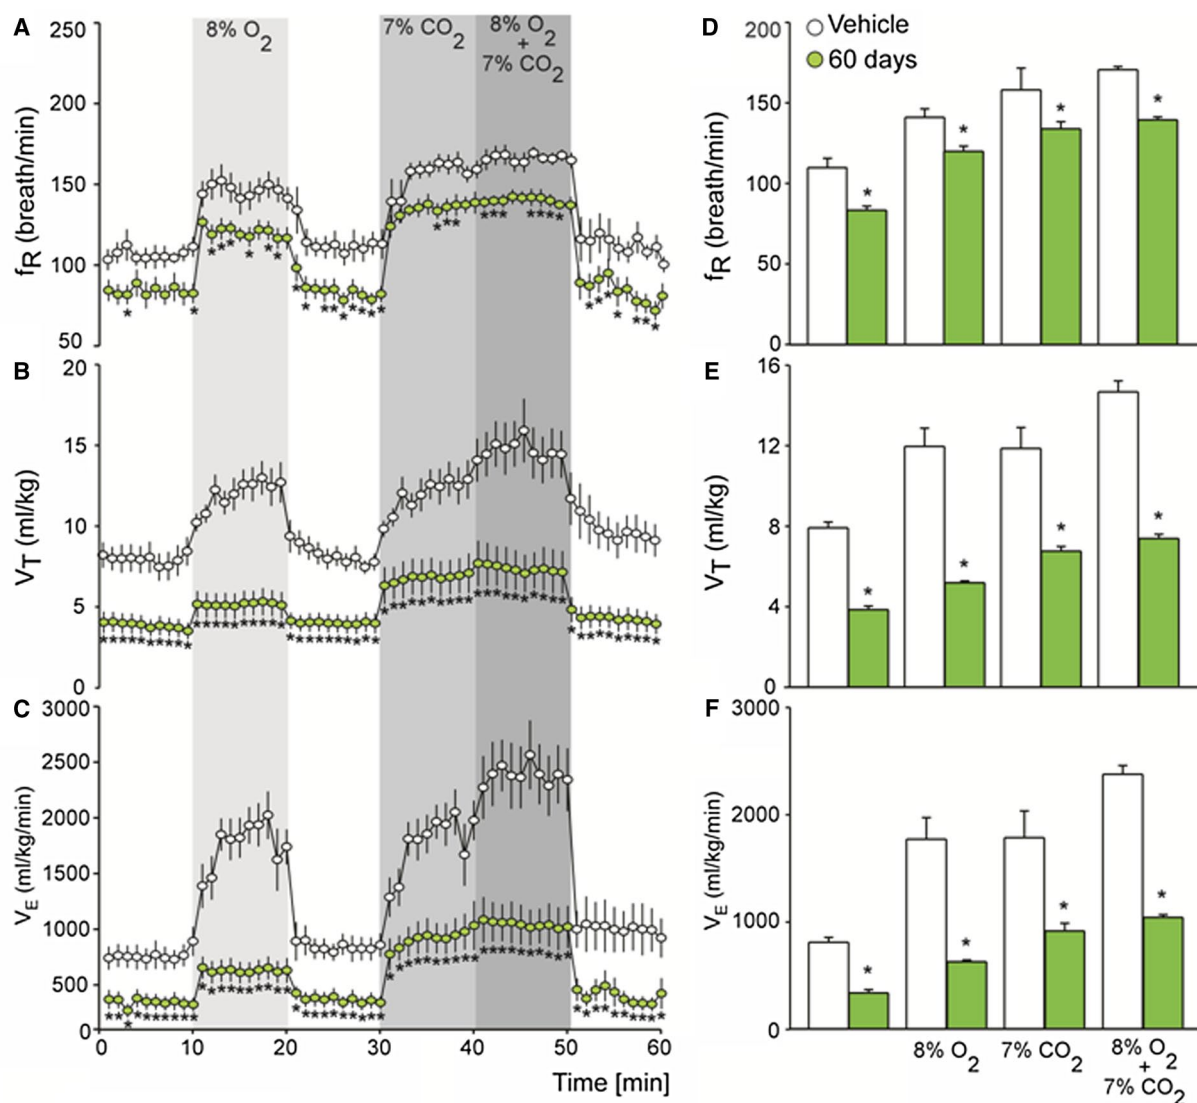 A
250
200
150
100
50
fR (breath/min)
8% O2
7% CO2
8% O2
+
7% CO2
D
200
150
100
50
0
fR (breath/min)
Vehicle
60 days
* * * *
B
20
15
10
5
0
VT (ml/kg)
E
16
12
8
4
0
VT (ml/kg)
* * * *
C
3000
2500
2000
1500
1000
500
0
VE (ml/kg/min)
0 10 20 30 40 50 60
Time [min]
F
3000
2000
1000
0
VE (ml/kg/min)
* * * *
8% O2
7% CO2
8% O2
+
7% CO2